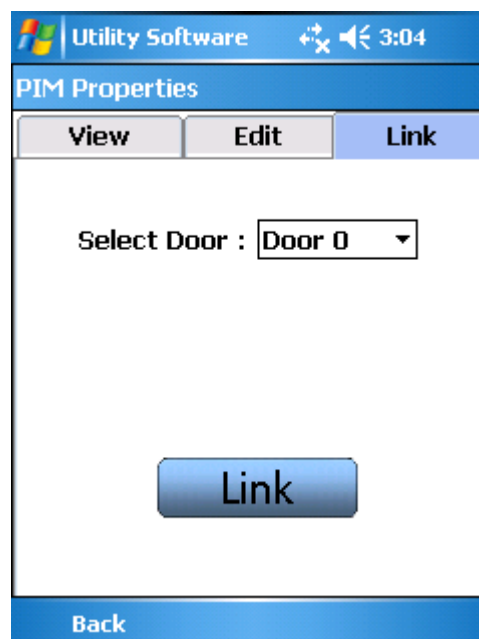 Utility Software 3:04
PIM Properties
View Edit Link
Select Door : Door 0
Link
Back